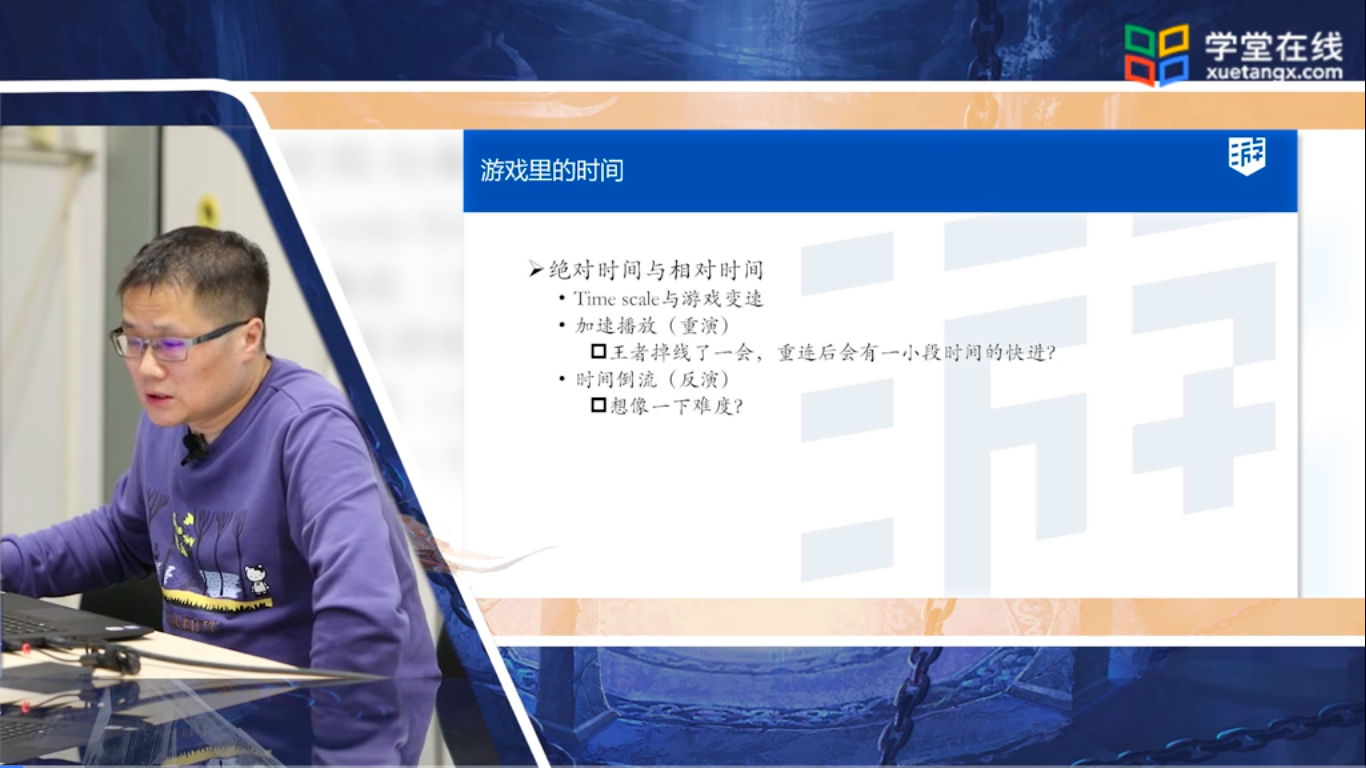 学堂在线
xuetangx.com
游戏里的时间
游
➢绝对时间与相对时间
• Time scale与游戏变速
• 加速播放（重演）
❑王者掉线了一会，重连后会有一小段时间的快进?
• 时间倒流（反演）
❑想像一下难度?